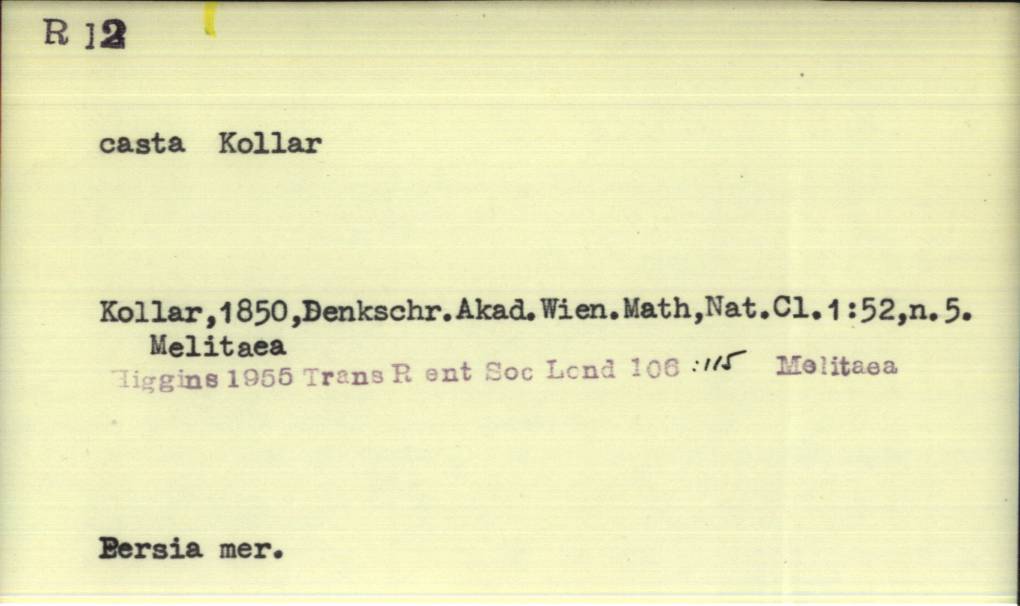 R 12
casta Kollar
Kollar,1850,Denkschr.Akad.Wien.Math,Nat.Cl.1:52,n.5.
Melitaea
Higgins 1955 Trans R ent Soc Lond 106 :115 Melitaea
Persia mer.